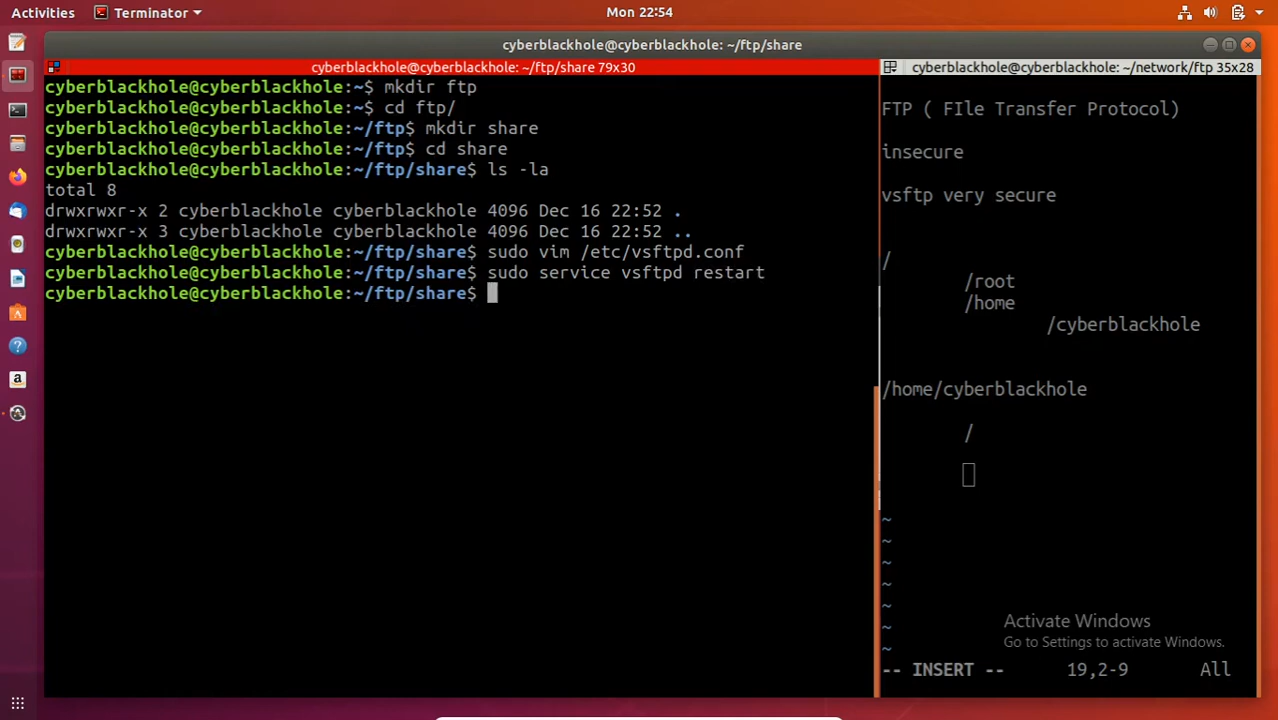 Activities Terminator Mon 22:54
cyberblackhole@cyberblackhole: ~/ftp/share
cyberblackhole@cyberblackhole: ~/ftp/share 79x30
cyberblackhole@cyberblackhole:~$ mkdir ftp
cyberblackhole@cyberblackhole:~$ cd ftp/
cyberblackhole@cyberblackhole:~/ftp$ mkdir share
cyberblackhole@cyberblackhole:~/ftp$ cd share
cyberblackhole@cyberblackhole:~/ftp/share$ ls -la
total 8
drwxrwxr-x 2 cyberblackhole cyberblackhole 4096 Dec 16 22:52 .
drwxrwxr-x 3 cyberblackhole cyberblackhole 4096 Dec 16 22:52 ..
cyberblackhole@cyberblackhole:~/ftp/share$ sudo vim /etc/vsftpd.conf
cyberblackhole@cyberblackhole:~/ftp/share$ sudo service vsftpd restart
cyberblackhole@cyberblackhole:~/ftp/share$
cyberblackhole@cyberblackhole: ~/network/ftp 35x28
FTP ( FIle Transfer Protocol)
insecure
vsftp very secure
/
/root
/home
/cyberblackhole
/home/cyberblackhole
/
~
~
~
~
~
~
~
Activate Windows
Go to Settings to activate Windows.
-- INSERT -- 19,2-9 All